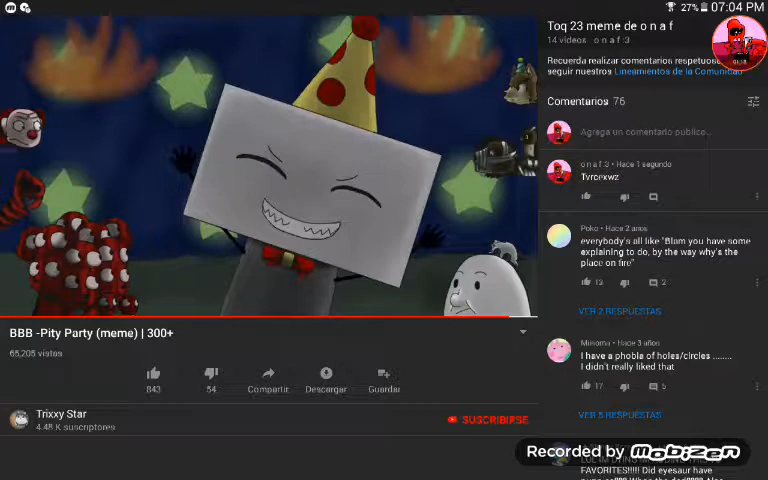 27% 07:04 PM
Toq 23 meme de o n a f
14 videos o n a f :3
Recuerda realizar comentarios respetuosos
seguir nuestros Lineamientos de la Comunidad
Comentarios 76
Agrega un comentario público...
o n a f :3 • Hace 1 segundo
Poko • Hace 2 años
everybody's all like "Blam you have some
explaining to do, by the way why's the
place on fire"
12 2
VER 2 RESPUESTAS
Hace 3 años
I have a phobia of holes/circles ........
I didn't really liked that
17 5
VER 5 RESPUESTAS
FAVORITES!!!!! Did eyesaur have
BBB -Pity Party (meme) | 300+
65,205 vistas
843 54 Compartir Descargar Guardar
Trixxy Star
4.48 K suscriptores
SUSCRIBIRSE
Recorded by Mobizen